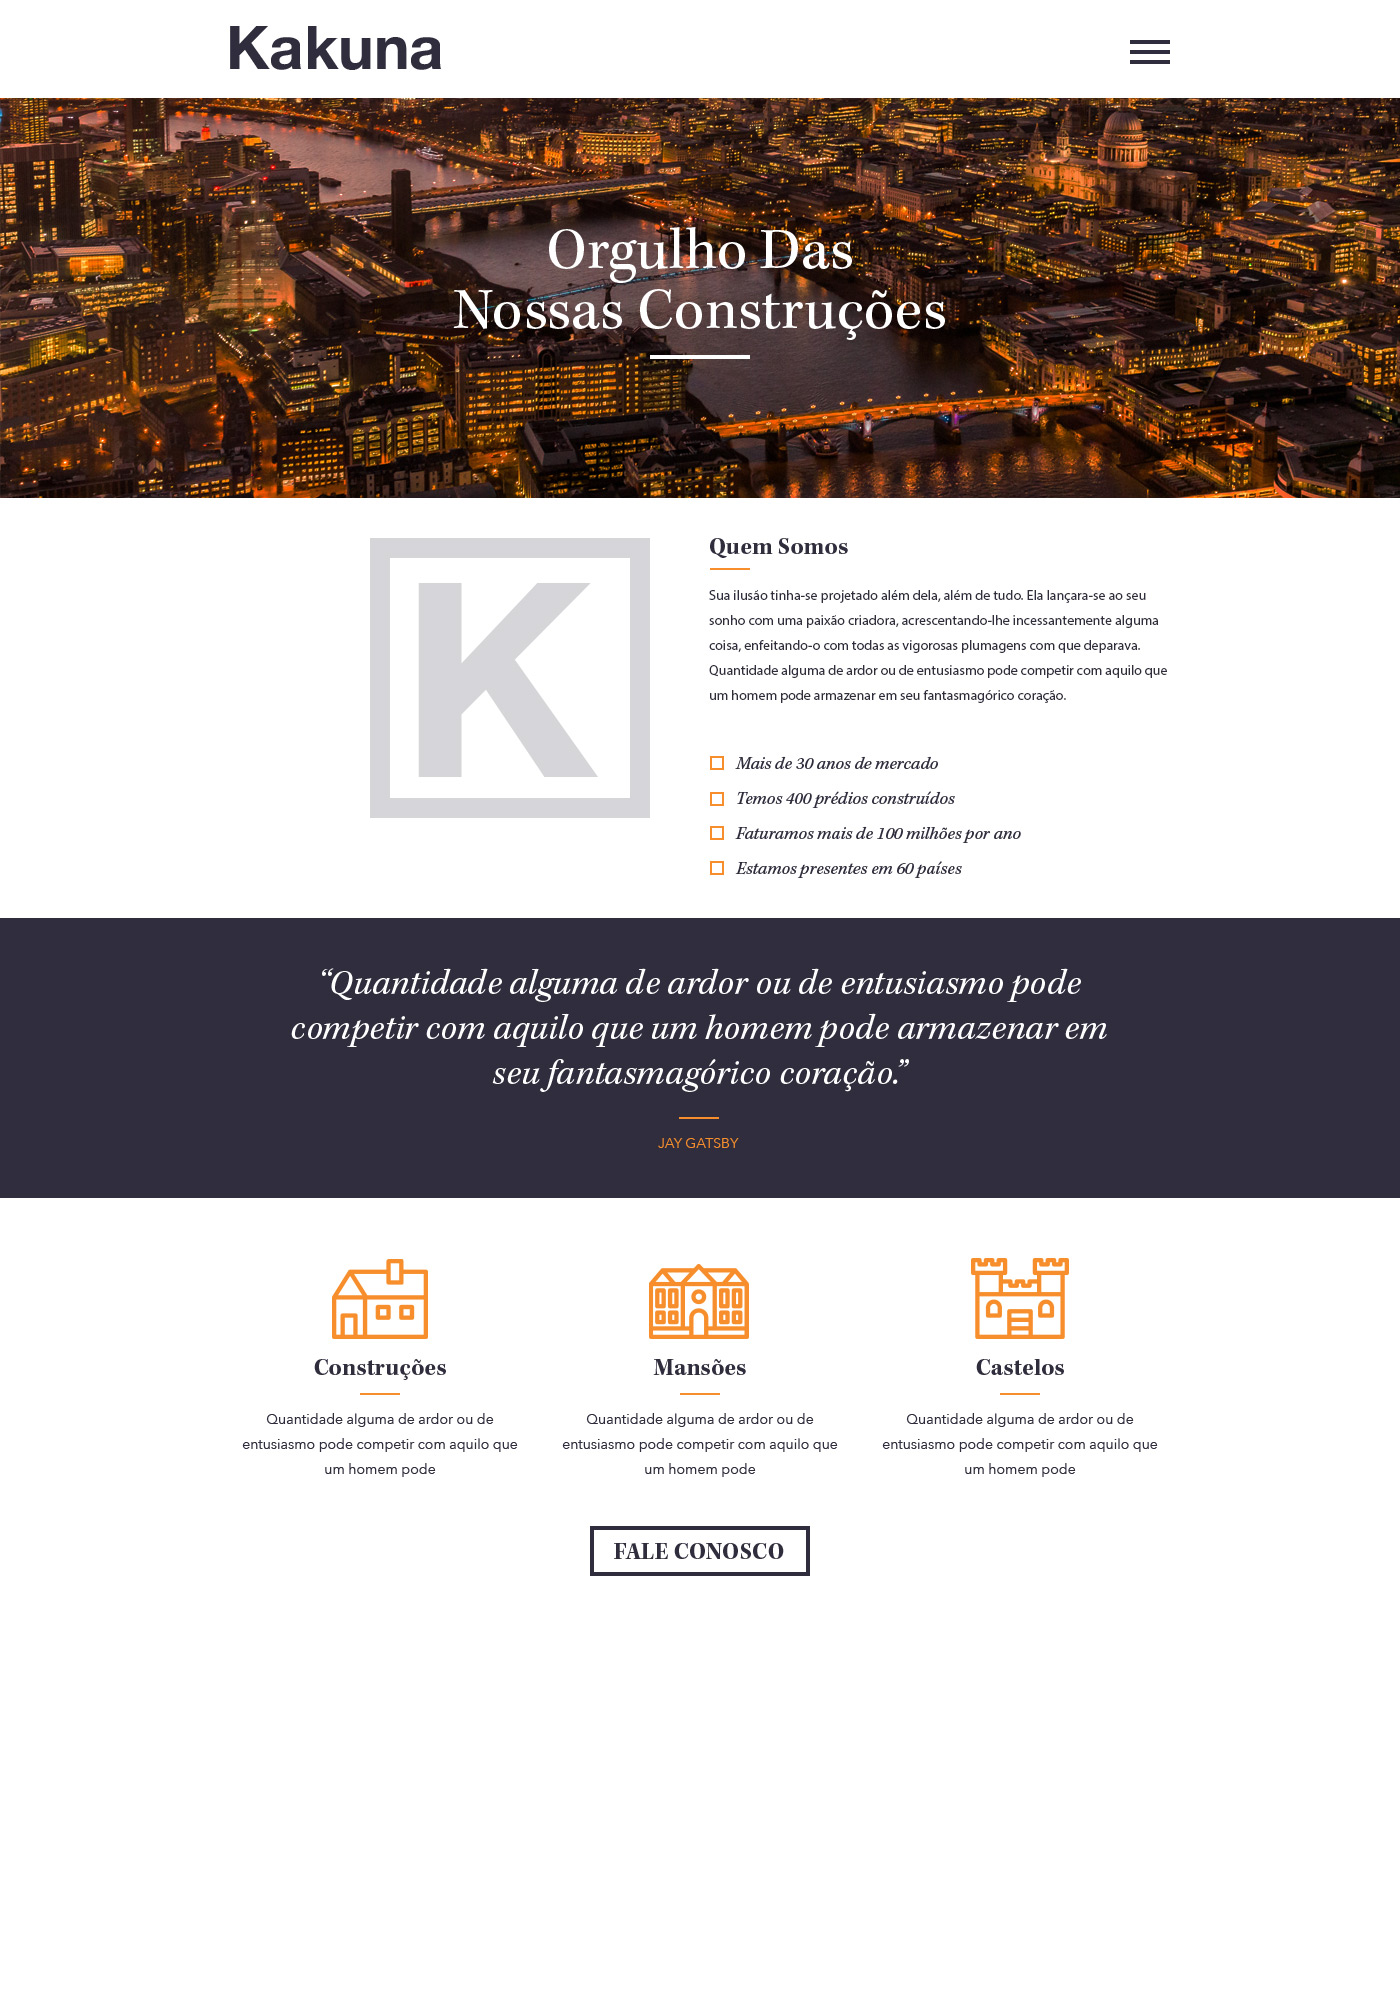 Kakuna
Orgulho Das
Nossas Construções
K
Quem Somos
Sua ilusão tinha-se projetado além dela, além de tudo. Ela lançara-se ao seu
sonho com uma paixão criadora, acrescentando-lhe incessantemente alguma
coisa, enfeitando-o com todas as vigorosas plumagens com que deparava.
Quantidade alguma de ardor ou de entusiasmo pode competir com aquilo que
um homem pode armazenar em seu fantasmagórico coração.
Mais de 30 anos de mercado
Temos 400 prédios construídos
Faturamos mais de 100 milhões por ano
Estamos presentes em 60 países
“Quantidade alguma de ardor ou de entusiasmo pode
competir com aquilo que um homem pode armazenar em
seu fantasmagórico coração.”
JAY GATSBY
Construções
Quantidade alguma de ardor ou de
entusiasmo pode competir com aquilo que
um homem pode
Mansões
Quantidade alguma de ardor ou de
entusiasmo pode competir com aquilo que
um homem pode
Castelos
Quantidade alguma de ardor ou de
entusiasmo pode competir com aquilo que
um homem pode
FALE CONOSCO